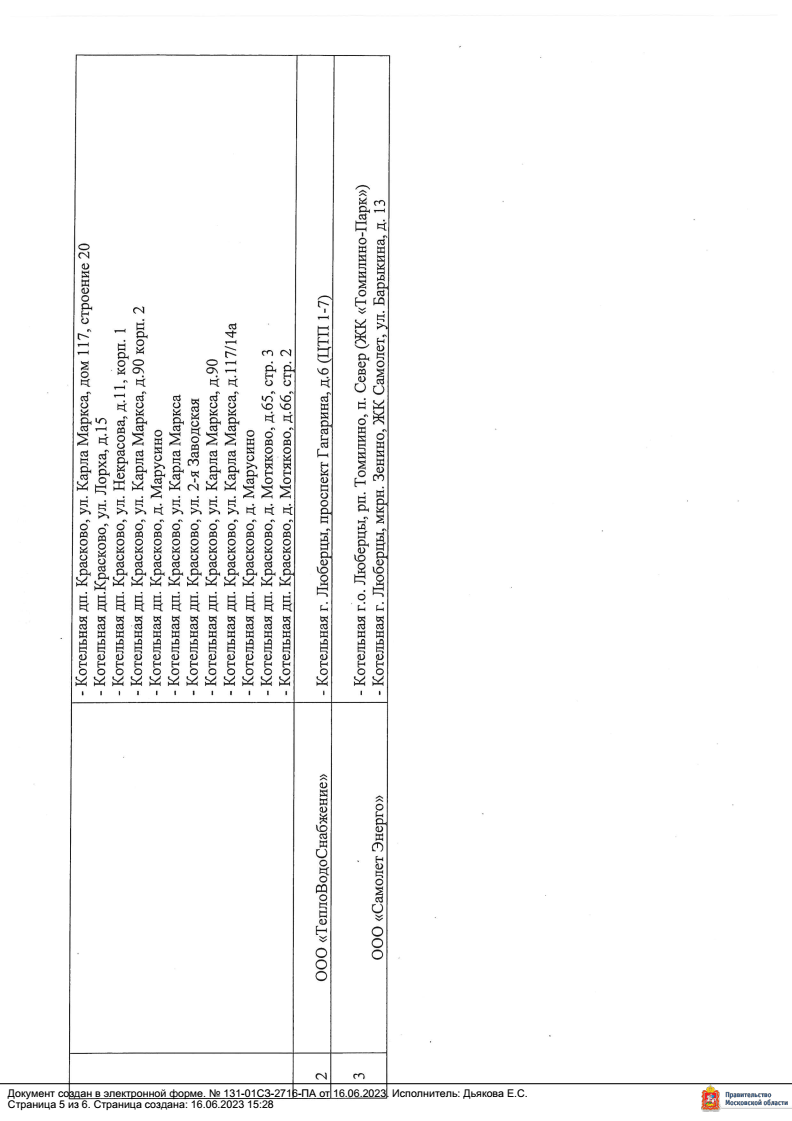 - Котельная дп. Красково, ул. Карла Маркса, дом 117, строение 20
- Котельная дп.Красково, ул. Лорха, д.15
- Котельная дп. Красково, ул. Некрасова, д.11, корп. 1
- Котельная дп. Красково, ул. Карла Маркса, д.90 корп. 2
- Котельная дп. Красково, д. Марусино
- Котельная дп. Красково, ул. Карла Маркса
- Котельная дп. Красково, ул. 2-я Заводская
- Котельная дп. Красково, ул. Карла Маркса, д.90
- Котельная дп. Красково, ул. Карла Маркса, д.117/14а
- Котельная дп. Красково, д. Марусино
- Котельная дп. Красково, д. Мотяково, д.65, стр. 3
- Котельная дп. Красково, д. Мотяково, д.66, стр. 2
2
ООО «ТеплоВодоСнабжение»
- Котельная г. Люберцы, проспект Гагарина, д.6 (ЦТП 1-7)
3
ООО «Самолет Энерго»
- Котельная г.о. Люберцы, рп. Томилино, п. Север (ЖК «Томилино-Парк»)
- Котельная г. Люберцы, мкрн. Зенино, ЖК Самолет, ул. Барыкина, д. 13
Документ создан в электронной форме. № 131-01СЗ-2716-ПА от 16.06.2023. Исполнитель: Дьякова Е.С.
Страница 5 из 6. Страница создана: 16.06.2023 15:28
Правительство
Московской области